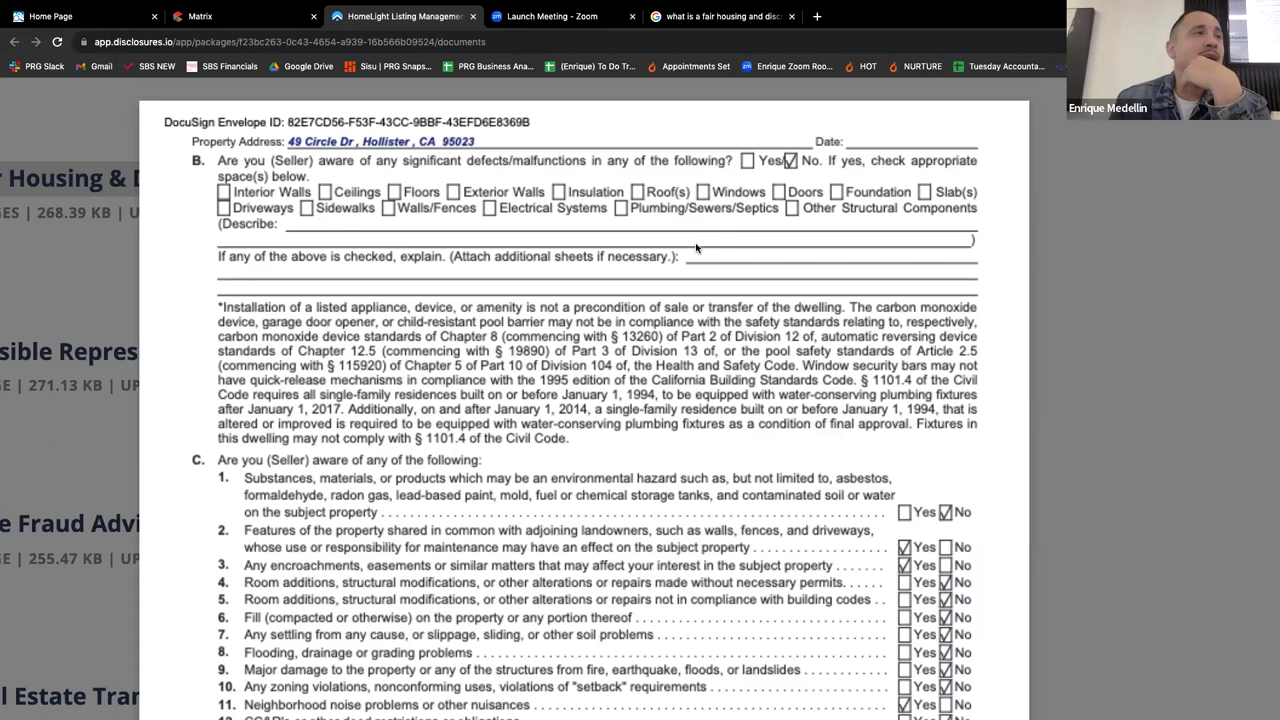 Home Page
Matrix
HomeLight Listing Management
Launch Meeting - Zoom
what is a fair housing and disc
app.disclosures.io/app/packages/f23bc263-0c43-4654-a939-16b566b09524/documents
PRG Slack
Gmail
SBS NEW
SBS Financials
Google Drive
Sisu | PRG Snaps...
PRG Business Ana...
(Enrique) To Do Tr...
Appointments Set
Enrique Zoom Roo...
HOT
NURTURE
Tuesday Accounta...
Enrique Medellin
r Housing & D
GES | 268.39 KB | U
sible Repres
E | 271.13 KB | UP
e Fraud Advi
GE | 255.47 KB | U
l Estate Tran
DocuSign Envelope ID: 82E7CD56-F53F-43CC-9B3F-43EFD6E8369B
Property Address: 49 Circle Dr , Hollister , CA 95023 Date:
B. Are you (Seller) aware of any significant defects/malfunctions in any of the following? Yes No. If yes, check appropriate
space(s) below.
Interior Walls Ceilings Floors Exterior Walls Insulation Roof(s) Windows Doors Foundation Slab(s)
Driveways Sidewalks Walls/Fences Electrical Systems Plumbing/Sewers/Septics Other Structural Components
(Describe:
)
If any of the above is checked, explain. (Attach additional sheets if necessary.):
*Installation of a listed appliance, device, or amenity is not a precondition of sale or transfer of the dwelling. The carbon monoxide
device, garage door opener, or child-resistant pool barrier may not be in compliance with the safety standards relating to, respectively,
carbon monoxide device standards of Chapter 8 (commencing with § 13260) of Part 2 of Division 12 of, automatic reversing device
standards of Chapter 12.5 (commencing with § 19890) of Part 3 of Division 13 of, or the pool safety standards of Article 2.5
(commencing with § 115920) of Chapter 5 of Part 10 of Division 104 of, the Health and Safety Code. Window security bars may not
have quick-release mechanisms in compliance with the 1995 edition of the California Building Standards Code. § 1101.4 of the Civil
Code requires all single-family residences built on or before January 1, 1994, to be equipped with water-conserving plumbing fixtures
after January 1, 2017. Additionally, on and after January 1, 2014, a single-family residence built on or before January 1, 1994, that is
altered or improved is required to be equipped with water-conserving plumbing fixtures as a condition of final approval. Fixtures in
this dwelling may not comply with § 1101.4 of the Civil Code.
C. Are you (Seller) aware of any of the following:
1. Substances, materials, or products which may be an environmental hazard such as, but not limited to, asbestos,
formaldehyde, radon gas, lead-based paint, mold, fuel or chemical storage tanks, and contaminated soil or water
on the subject property Yes No
2. Features of the property shared in common with adjoining landowners, such as walls, fences, and driveways,
whose use or responsibility for maintenance may have an effect on the subject property Yes No
3. Any encroachments, easements or similar matters that may affect your interest in the subject property Yes No
4. Room additions, structural modifications, or other alterations or repairs made without necessary permits. Yes No
5. Room additions, structural modifications, or other alterations or repairs not in compliance with building codes Yes No
6. Fill (compacted or otherwise) on the property or any portion thereof Yes No
7. Any settling from any cause, or slippage, sliding, or other soil problems Yes No
8. Flooding, drainage or grading problems Yes No
9. Major damage to the property or any of the structures from fire, earthquake, floods, or landslides Yes No
10. Any zoning violations, nonconforming uses, violations of "setback" requirements Yes No
11. Neighborhood noise problems or other nuisances Yes No